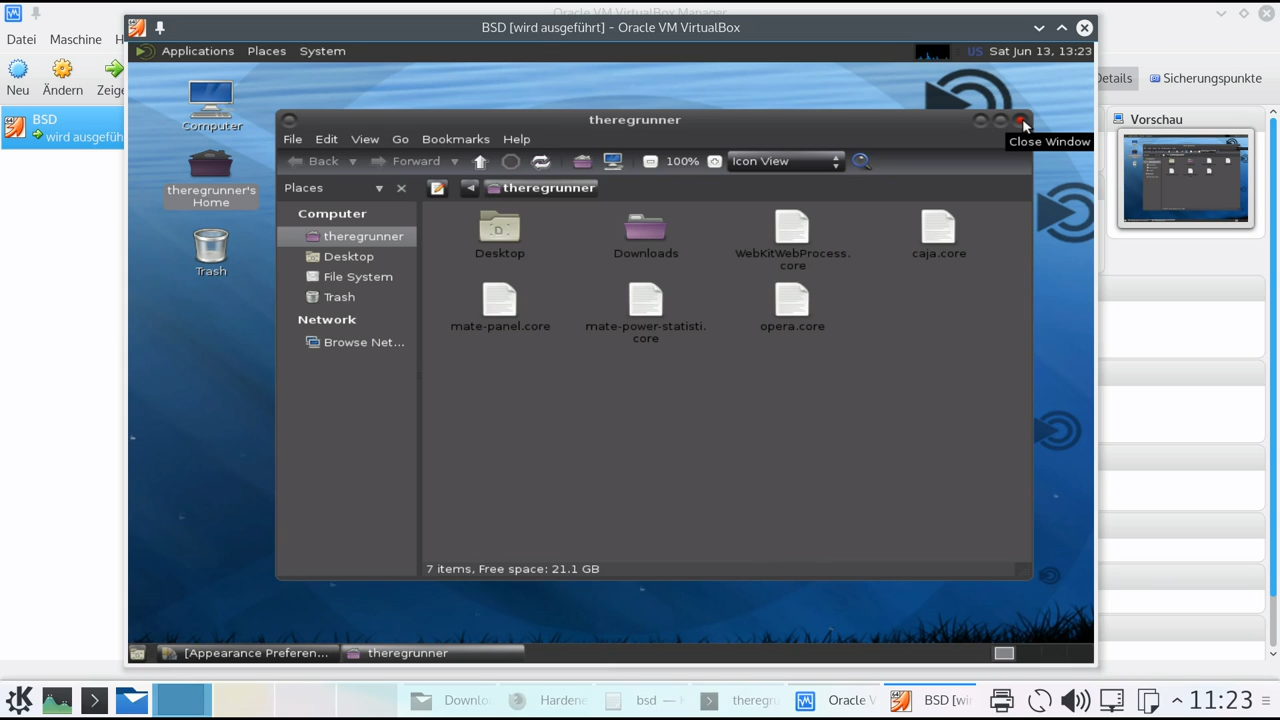 Oracle VM VirtualBox Manager
BSD [wird ausgeführt] - Oracle VM VirtualBox
Datei Maschine H
Applications Places System
US Sat Jun 13, 13:23
Neu Ändern Zeige
Details Sicherungspunkte
BSD
wird ausgefüh
Vorschau
Computer
theregrunner's
Home
Trash
theregrunner
Close Window
File Edit View Go Bookmarks Help
Back Forward 100% Icon View
Places theregrunner
Computer
theregrunner
Desktop
File System
Trash
Network
Browse Net...
Desktop Downloads WebKitWebProcess. caja.core
core
mate-panel.core mate-power-statisti. opera.core
core
7 items, Free space: 21.1 GB
[Appearance Preferen... theregrunner
Downlo Hardene bsd — theregru Oracle V BSD [wi 11:23